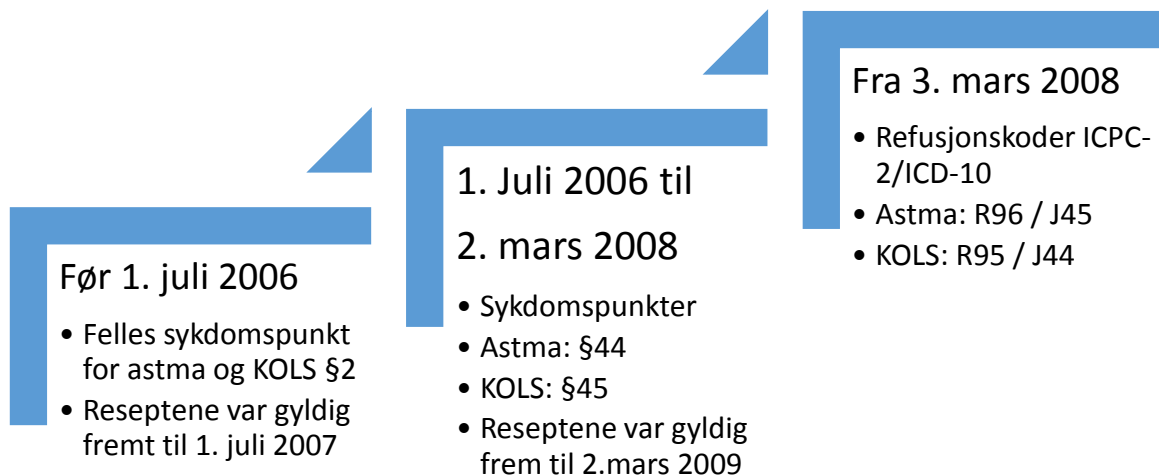 Før 1. juli 2006
• Felles sykdomspunkt
for astma og KOLS §2
• Reseptene var gyldig
fremt til 1. juli 2007
1. Juli 2006 til
2. mars 2008
• Sykdomspunkter
• Astma: §44
• KOLS: §45
• Reseptene var gyldig
frem til 2.mars 2009
Fra 3. mars 2008
• Refusjonskoder ICPC-
2/ICD-10
• Astma: R96 / J45
• KOLS: R95 / J44